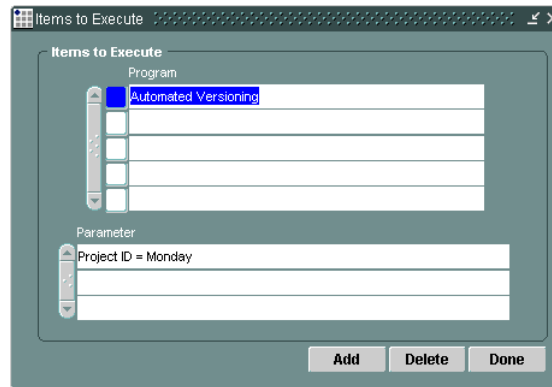 Items to Execute
Items to Execute
Program
Automated Versioning
Parameter
Project ID = Monday
Add Delete Done